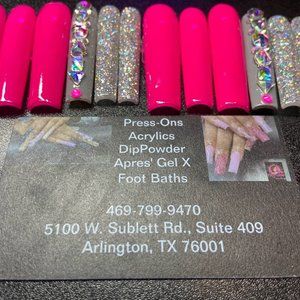 Press-Ons
Acrylics
DipPowder
Apres' Gel X
Foot Baths
469-799-9470
5100 W. Sublett Rd., Suite 409
Arlington, TX 76001